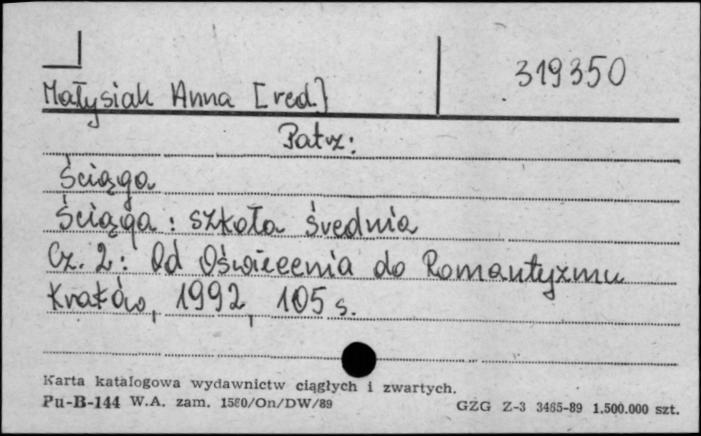 319350
Małysiak Anna [red.]
Patrz:
Ściąga
Ściąga : szkoła średnia
Cz. 2 : Od Oświecenia do Romantyzmu
Kraków, 1992, 105 s.
Karta katalogowa wydawnictw ciągłych i zwartych.
Pu-B-144 W.A. zam. 1580/On/DW/89 GZG Z-3 3465-89 1.500.000 szt.